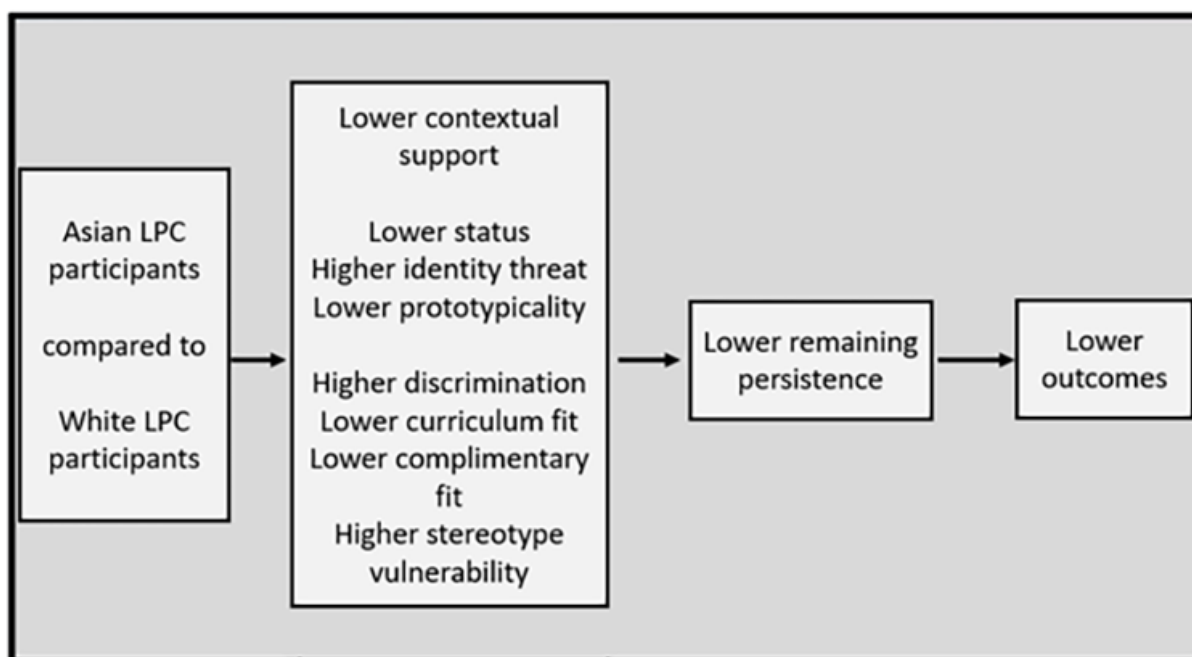 Asian LPC
participants
compared to
White LPC
participants
Lower contextual
support
Lower status
Higher identity threat
Lower prototypicality
Higher discrimination
Lower curriculum fit
Lower complimentary
fit
Higher stereotype
vulnerability
Lower remaining
persistence
Lower
outcomes